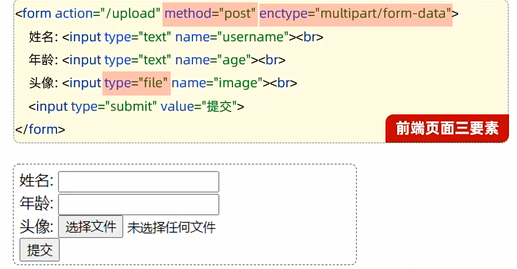 <form action="/upload" method="post" enctype="multipart/form-data">
姓名: <input type="text" name="username"><br>
年龄: <input type="text" name="age"><br>
头像: <input type="file" name="image"><br>
<input type="submit" value="提交">
</form>
前端页面三要素
姓名:
年龄:
头像: 选择文件 未选择任何文件
提交